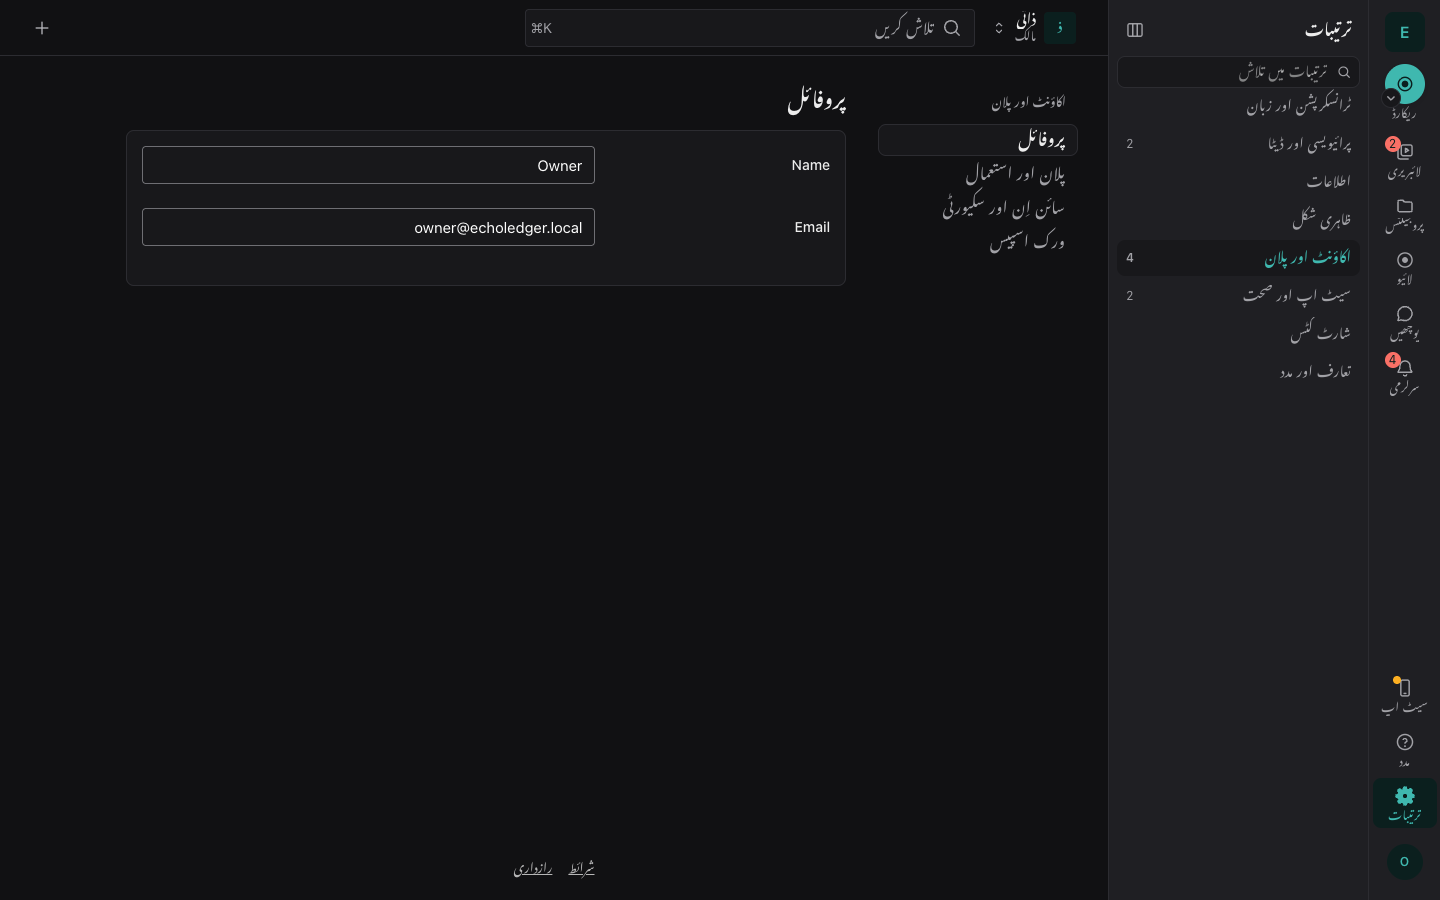 E
ریکارڈ
2
لائبریری
پروجیکٹس
لائیو
پوچھیں
4
سرگرمی
سیٹ اپ
مدد
ترتیبات
O
ترتیبات
ترتیبات میں تلاش
ٹرانسکرپشن اور زبان
پرائیویسی اور ڈیٹا 2
اطلاعات
ظاہری شکل
اکاؤنٹ اور پلان 4
سیٹ اپ اور صحت 2
شارٹ کٹس
تعارف اور مدد
ذ
ذاتی
مالک
تلاش کریں ⌘K
اکاؤنٹ اور پلان
پروفائل
پلان اور استعمال
سائن اِن اور سکیورٹی
ورک اسپیس
پروفائل
Name Owner
Email owner@echoledger.local
شرائط رازداری